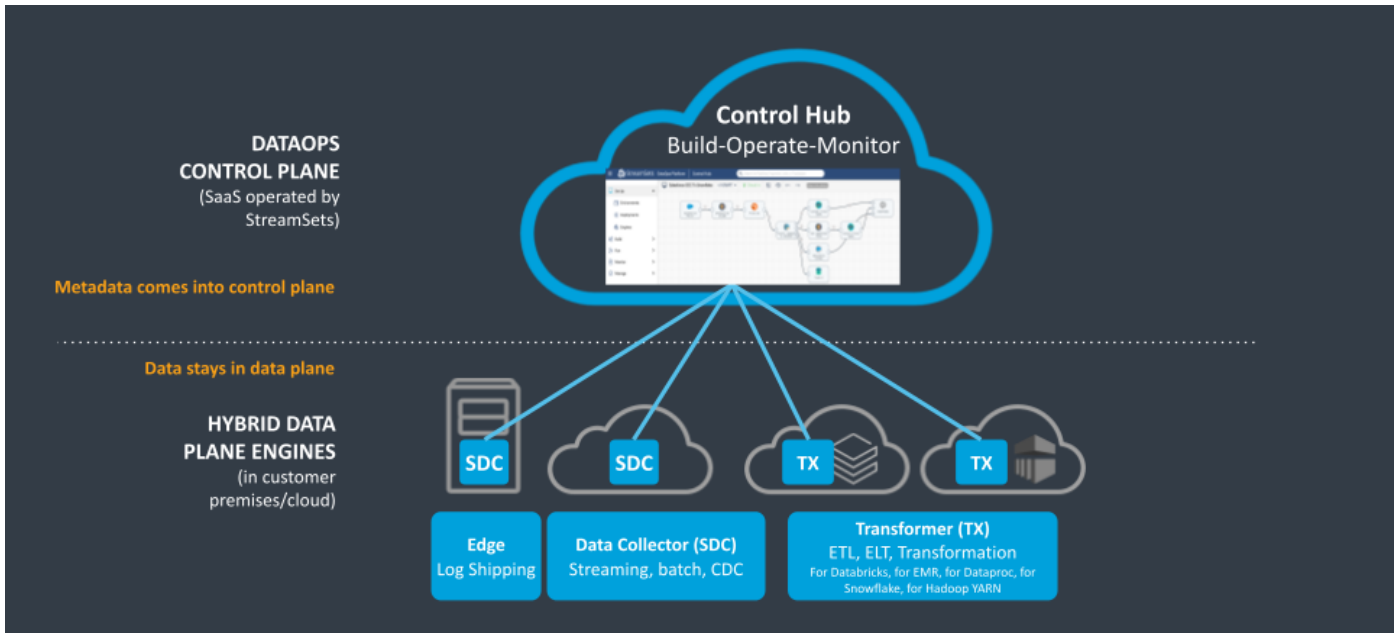 Control Hub
Build-Operate-Monitor
DATAOPS
CONTROL PLANE
(SaaS operated by
StreamSets)
Metadata comes into control plane
Data stays in data plane
HYBRID DATA
PLANE ENGINES
(in customer
premises/cloud)
SDC
SDC
TX
TX
Edge
Log Shipping
Data Collector (SDC)
Streaming, batch, CDC
Transformer (TX)
ETL, ELT, Transformation
For Databricks, for EMR, for Dataproc, for
Snowflake, for Hadoop YARN